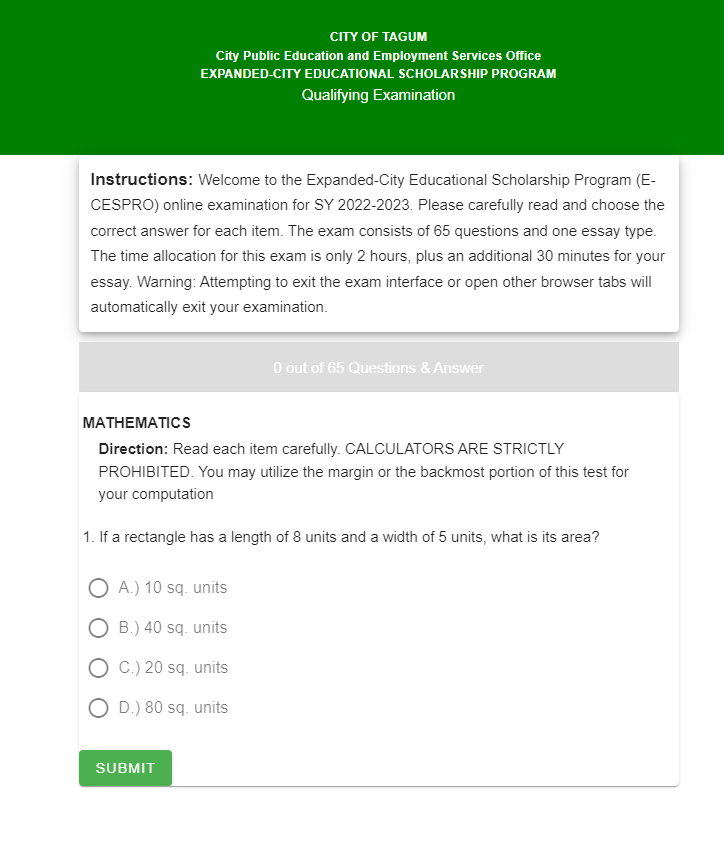 CITY OF TAGUM
City Public Education and Employment Services Office
EXPANDED-CITY EDUCATIONAL SCHOLARSHIP PROGRAM
Qualifying Examination
Instructions: Welcome to the Expanded-City Educational Scholarship Program (E-
CESPRO) online examination for SY 2022-2023. Please carefully read and choose the
correct answer for each item. The exam consists of 65 questions and one essay type.
The time allocation for this exam is only 2 hours, plus an additional 30 minutes for your
essay. Warning: Attempting to exit the exam interface or open other browser tabs will
automatically exit your examination.
0 out of 65 Questions & Answer
MATHEMATICS
Direction: Read each item carefully. CALCULATORS ARE STRICTLY
PROHIBITED. You may utilize the margin or the backmost portion of this test for
your computation
1. If a rectangle has a length of 8 units and a width of 5 units, what is its area?
A.) 10 sq. units
B.) 40 sq. units
C.) 20 sq. units
D.) 80 sq. units
SUBMIT